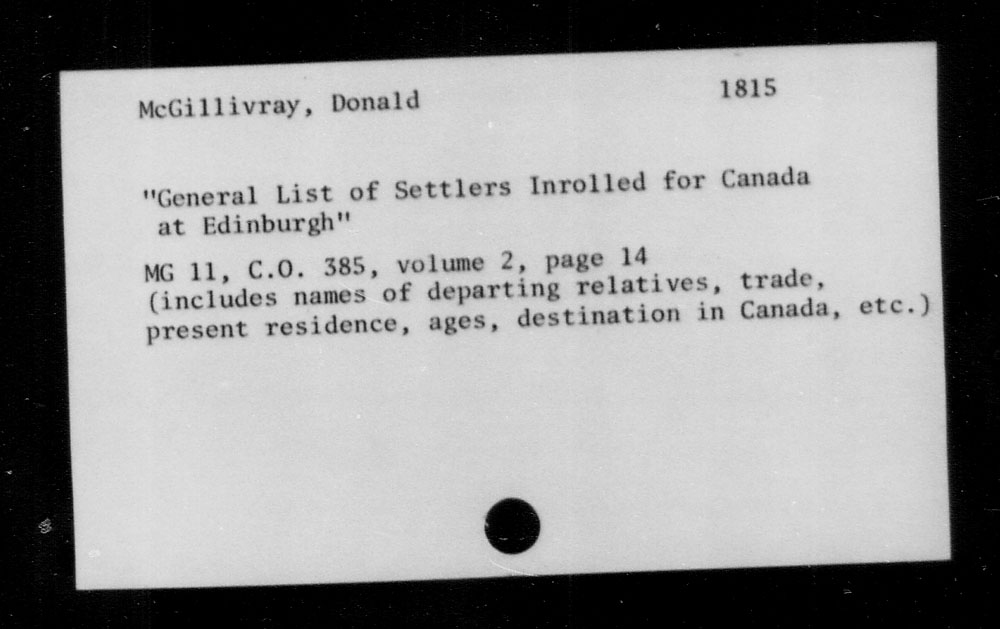 McGillivray, Donald 1815
"General List of Settlers Inrolled for Canada
at Edinburgh"
MG 11, C.O. 385, volume 2, page 14
(includes names of departing relatives, trade,
present residence, ages, destination in Canada, etc.)